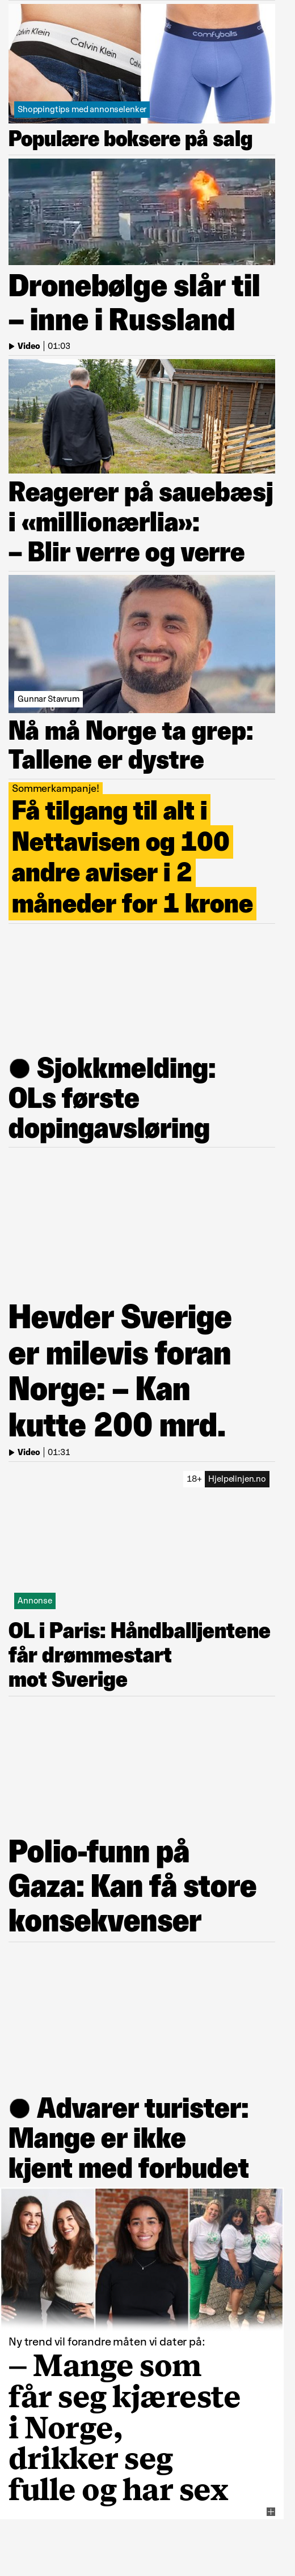 Calvin Klein
Calvin Klein
comfyballs
Shoppingtips med annonselenker
Populære boksere på salg
Dronebølge slår til
– inne i Russland
Video | 01:03
Reagerer på sauebæsj
i «millionærlia»:
– Blir verre og verre
Gunnar Stavrum
Nå må Norge ta grep:
Tallene er dystre
Sommerkampanje!
Få tilgang til alt i
Nettavisen og 100
andre aviser i 2
måneder for 1 krone
Sjokkmelding:
OLs første
dopingavsløring
Hevder Sverige
er milevis foran
Norge: – Kan
kutte 200 mrd.
Video | 01:31
18+ Hjelpelinjen.no
Annonse
OL i Paris: Håndballjentene
får drømmestart
mot Sverige
Polio-funn på
Gaza: Kan få store
konsekvenser
Advarer turister:
Mange er ikke
kjent med forbudet
Ny trend vil forandre måten vi dater på:
– Mange som
får seg kjæreste
i Norge,
drikker seg
fulle og har sex